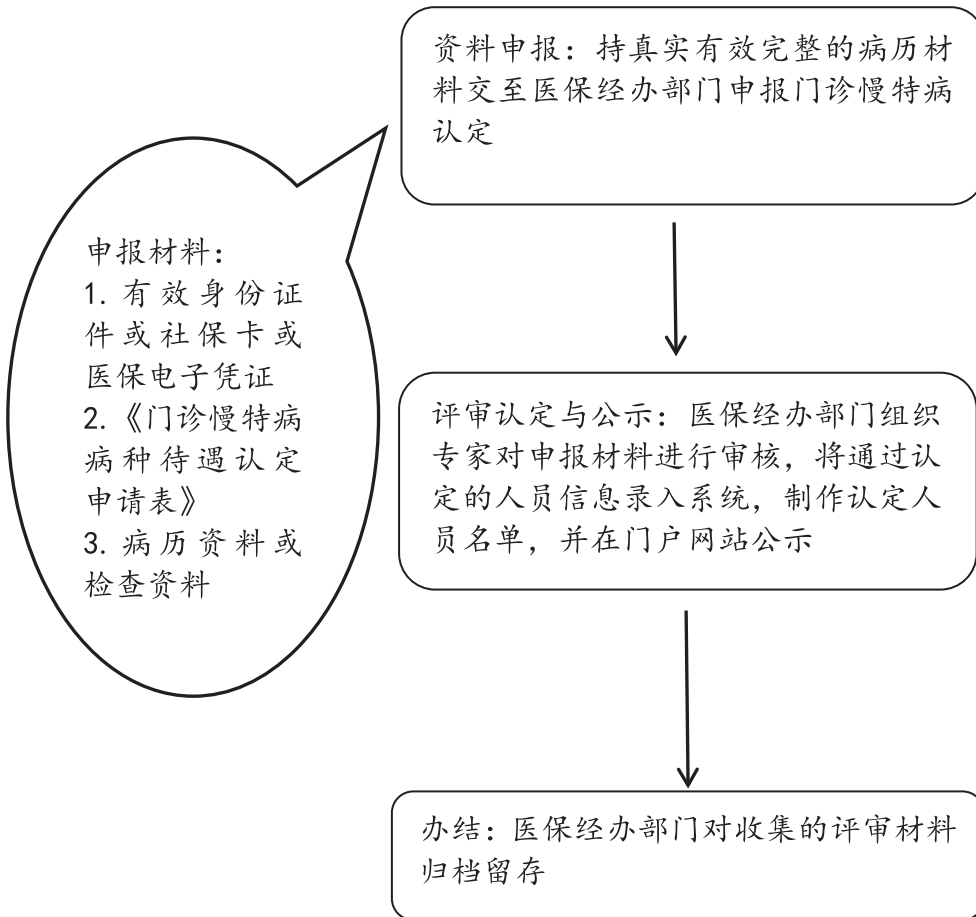 资料申报：持真实有效完整的病历材
料交至医保经办部门申报门诊慢特病
认定
申报材料：
1. 有效身份证
件或社保卡或
医保电子凭证
2.《门诊慢特病
病种待遇认定
申请表》
3. 病历资料或
检查资料
评审认定与公示：医保经办部门组织
专家对申报材料进行审核，将通过认
定的人员信息录入系统，制作认定人
员名单，并在门户网站公示
办结：医保经办部门对收集的评审材料
归档留存